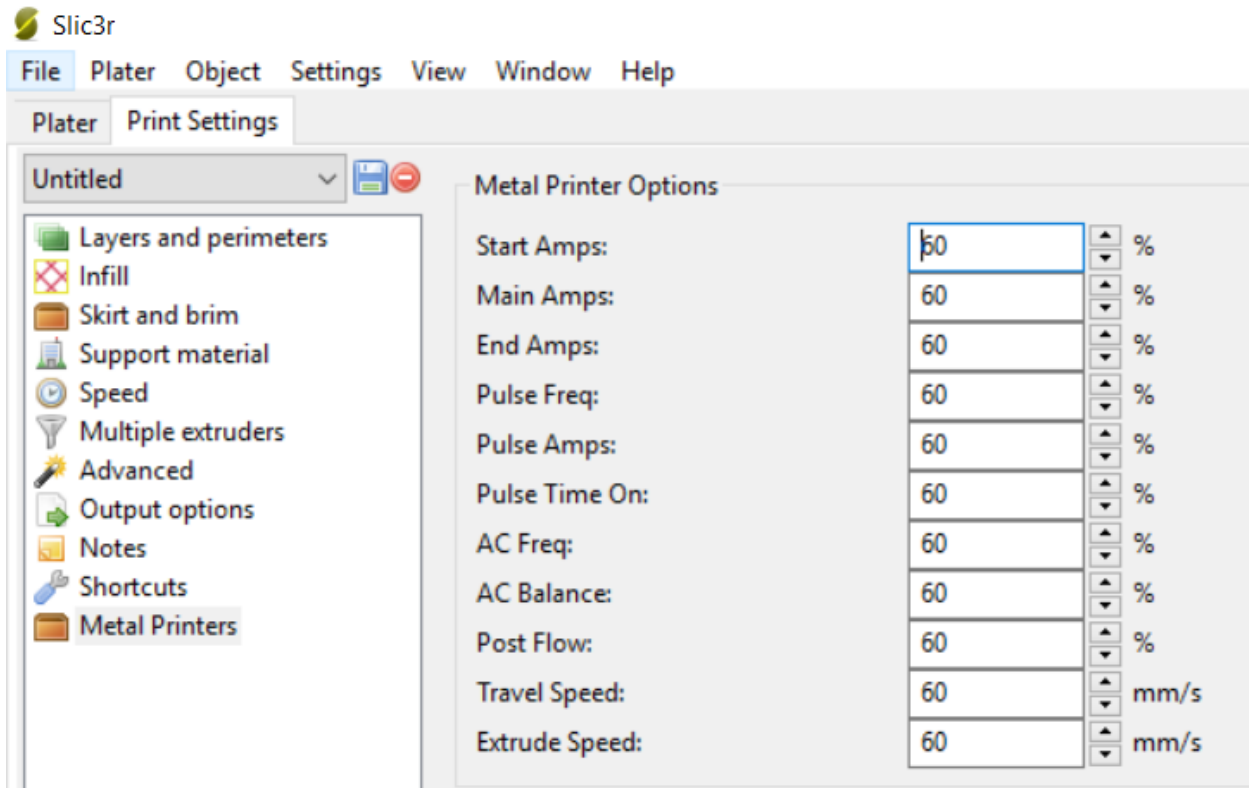 Slic3r
File Plater Object Settings View Window Help
Plater Print Settings
Untitled
Layers and perimeters
Infill
Skirt and brim
Support material
Speed
Multiple extruders
Advanced
Output options
Notes
Shortcuts
Metal Printers
Metal Printer Options
Start Amps: 60 %
Main Amps: 60 %
End Amps: 60 %
Pulse Freq: 60 %
Pulse Amps: 60 %
Pulse Time On: 60 %
AC Freq: 60 %
AC Balance: 60 %
Post Flow: 60 %
Travel Speed: 60 mm/s
Extrude Speed: 60 mm/s